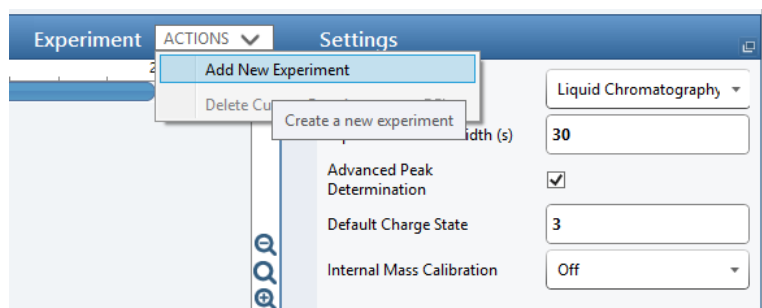 Experiment ACTIONS Settings
Add New Experiment
Delete Cu
Create a new experiment
Liquid Chromatography
idth (s) 30
Advanced Peak
Determination
Default Charge State 3
Internal Mass Calibration Off